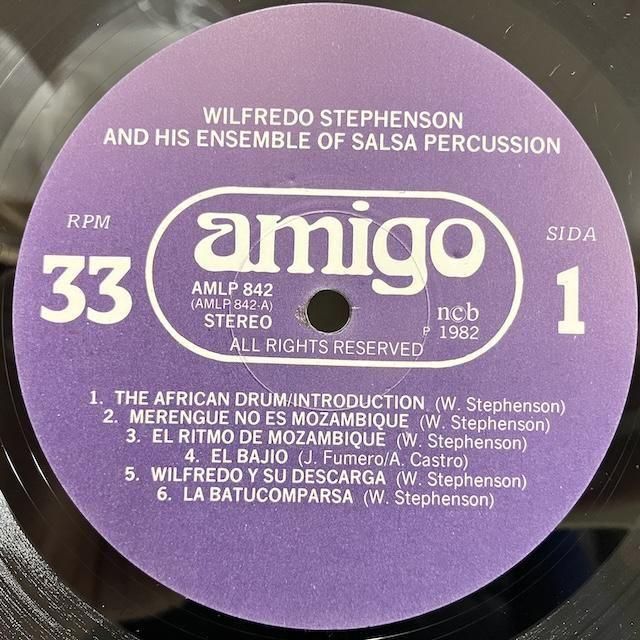 WILFREDO STEPHENSON
AND HIS ENSEMBLE OF SALSA PERCUSSION
RPM
33
amigo
AMLP 842
(AMLP 842-A)
STEREO
n©b
P 1982
ALL RIGHTS RESERVED
SIDA
1
1. THE AFRICAN DRUM/INTRODUCTION (W. Stephenson)
2. MERENGUE NO ES MOZAMBIQUE (W. Stephenson)
3. EL RITMO DE MOZAMBIQUE (W. Stephenson)
4. EL BAJIO (J. Fumero/A. Castro)
5. WILFREDO Y SU DESCARGA (W. Stephenson)
6. LA BATUCOMPARSA (W. Stephenson)